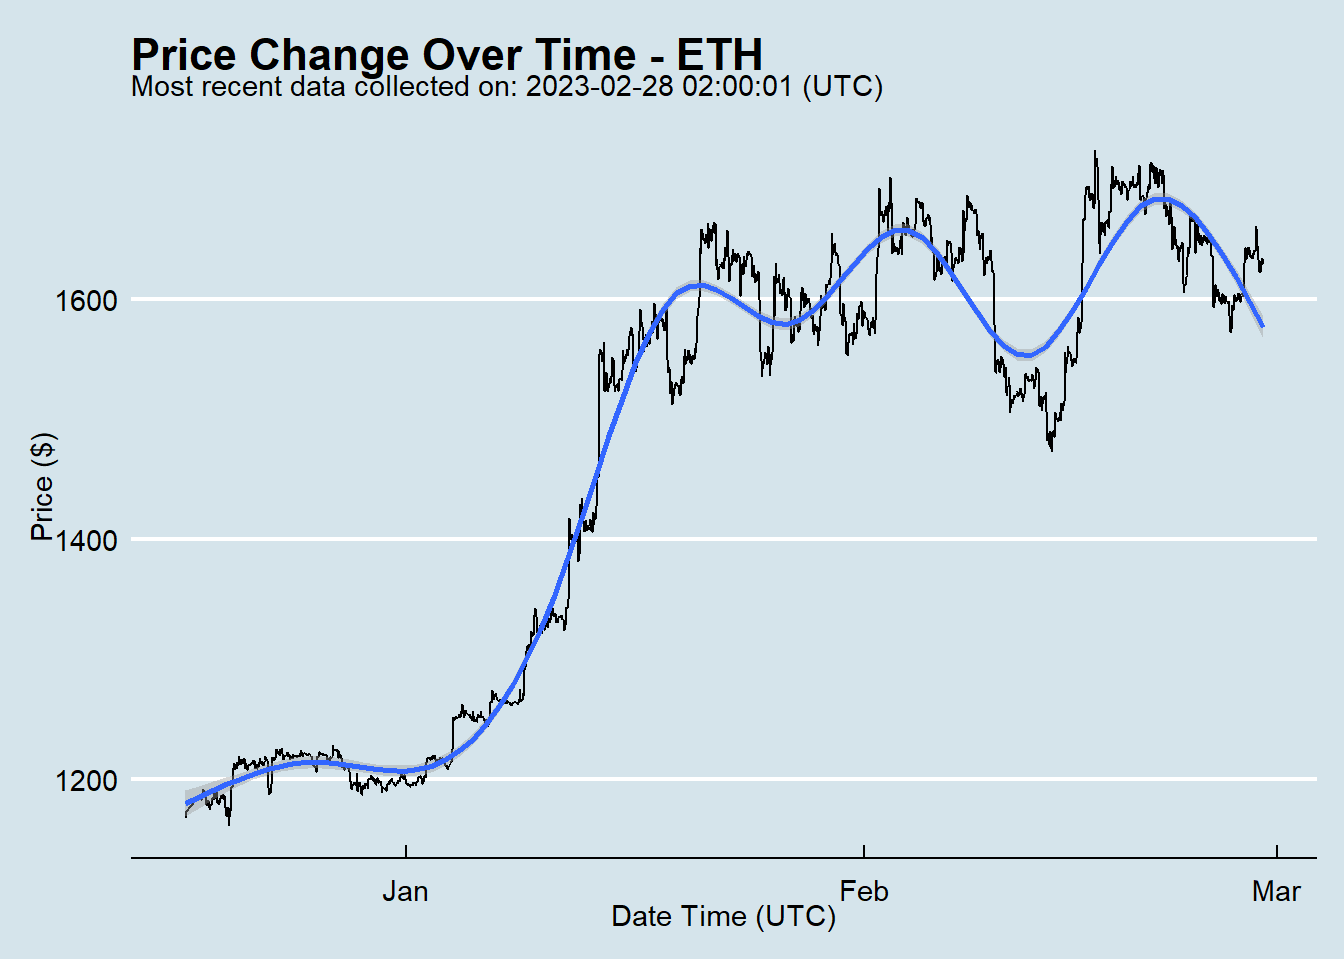 Price Change Over Time - ETH
Most recent data collected on: 2023-02-28 02:00:01 (UTC)
Price ($)
1600
1400
1200
Jan
Feb
Mar
Date Time (UTC)